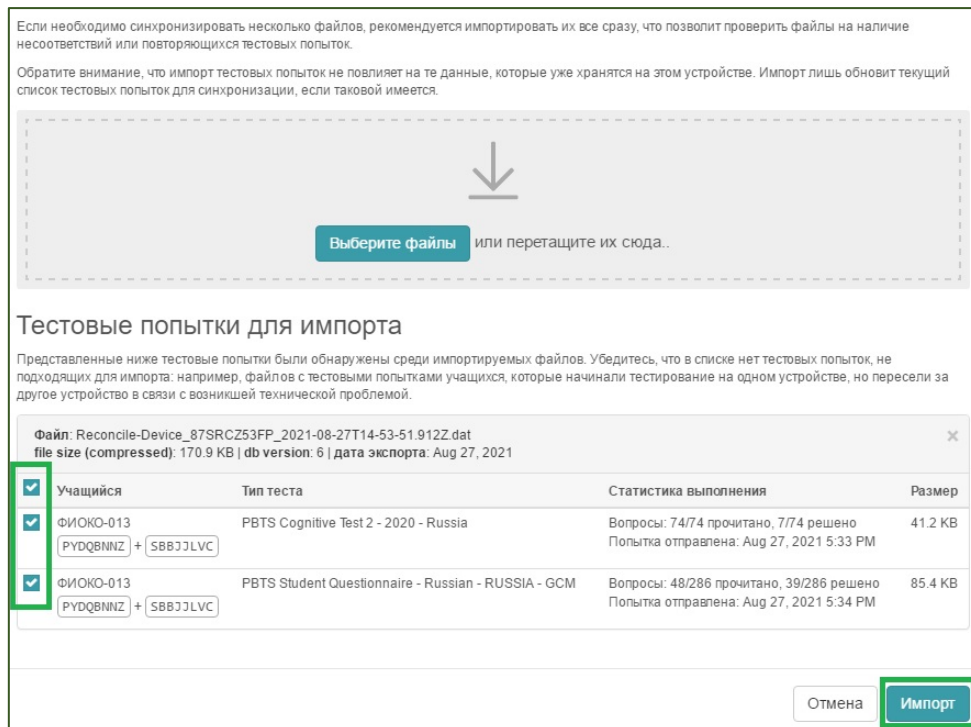 Если необходимо синхронизировать несколько файлов, рекомендуется импортировать их все сразу, что позволит проверить файлы на наличие
несоответствий или повторяющихся тестовых попыток.
Обратите внимание, что импорт тестовых попыток не повлияет на те данные, которые уже хранятся на этом устройстве. Импорт лишь обновит текущий
список тестовых попыток для синхронизации, если таковой имеется.
Выберите файлы или перетащите их сюда..
Тестовые попытки для импорта
Представленные ниже тестовые попытки были обнаружены среди импортируемых файлов. Убедитесь, что в списке нет тестовых попыток, не
подходящих для импорта: например, файлов с тестовыми попытками учащихся, которые начинали тестирование на одном устройстве, но пересели за
другое устройство в связи с возникшей технической проблемой.
Файл: Reconcile-Device_87SRCZ53FP_2021-08-27T14-53-51.912Z.dat
file size (compressed): 170.9 KB | db version: 6 | дата экспорта: Aug 27, 2021
Учащийся Тип теста Статистика выполнения Размер
ФИОКО-013 PBTS Cognitive Test 2 - 2020 - Russia Вопросы: 74/74 прочитано, 7/74 решено 41.2 KB
PYDQBNNZ + SBBJJLVC Попытка отправлена: Aug 27, 2021 5:33 PM
ФИОКО-013 PBTS Student Questionnaire - Russian - RUSSIA - GCM Вопросы: 48/286 прочитано, 39/286 решено 85.4 KB
PYDQBNNZ + SBBJJLVC Попытка отправлена: Aug 27, 2021 5:34 PM
Отмена Импорт